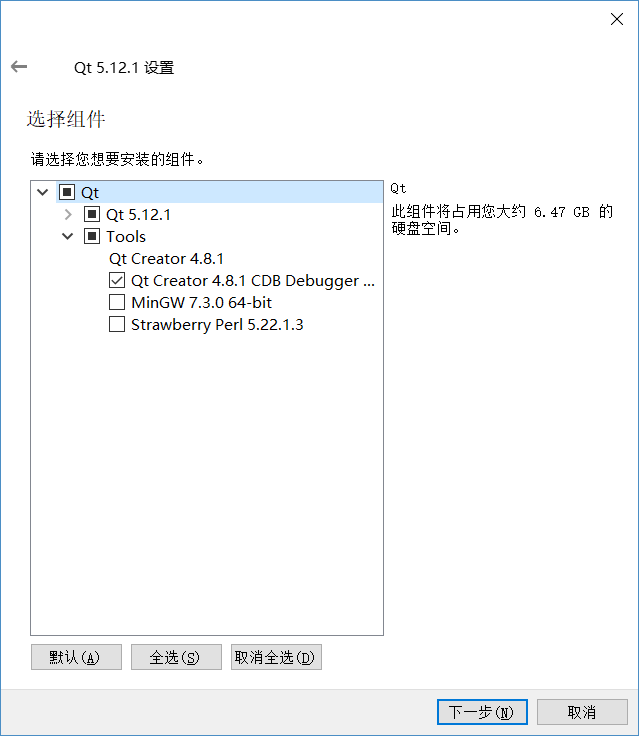 Qt 5.12.1 设置
选择组件
请选择您想要安装的组件。
Qt
Qt 5.12.1
Tools
Qt Creator 4.8.1
Qt Creator 4.8.1 CDB Debugger ...
MinGW 7.3.0 64-bit
Strawberry Perl 5.22.1.3
Qt
此组件将占用您大约 6.47 GB 的
硬盘空间。
默认(A)
全选(S)
取消全选(D)
下一步(N)
取消